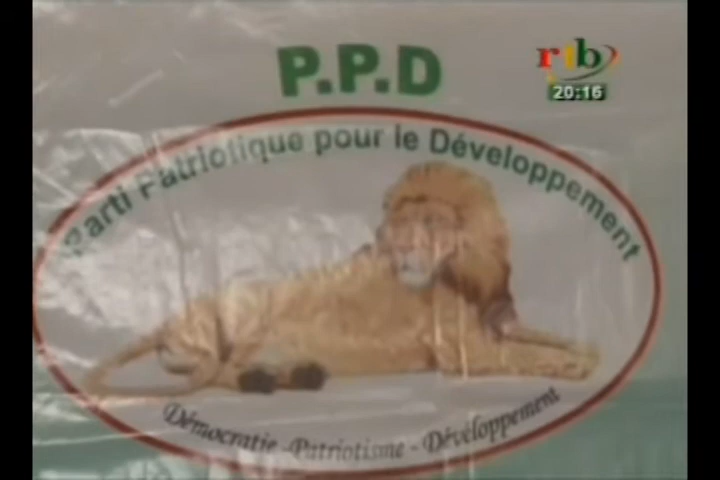 P.P.D
rtb
20:16
Parti Patriotique pour le Développement
Démocratie - Patriotisme - Développement